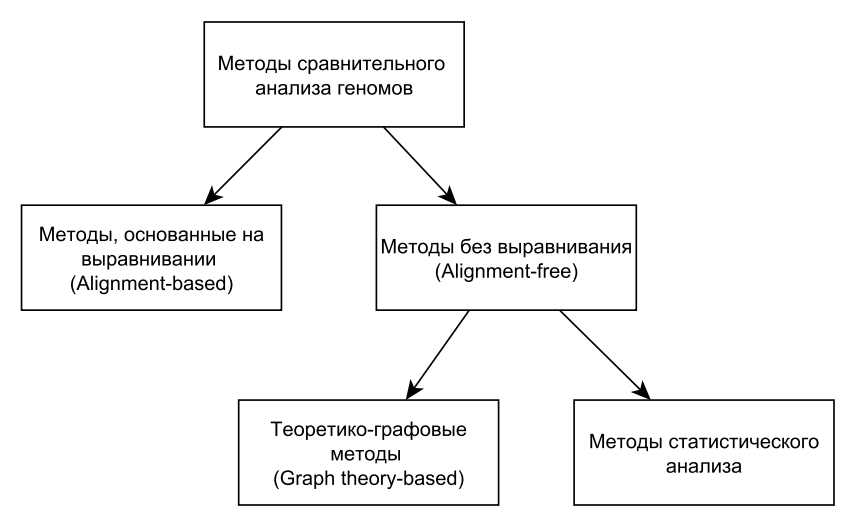 Методы сравнительного
анализа геномов
Методы, основанные на
выравнивании
(Alignment-based)
Методы без выравнивания
(Alignment-free)
Теоретико-графовые
методы
(Graph theory-based)
Методы статистического
анализа